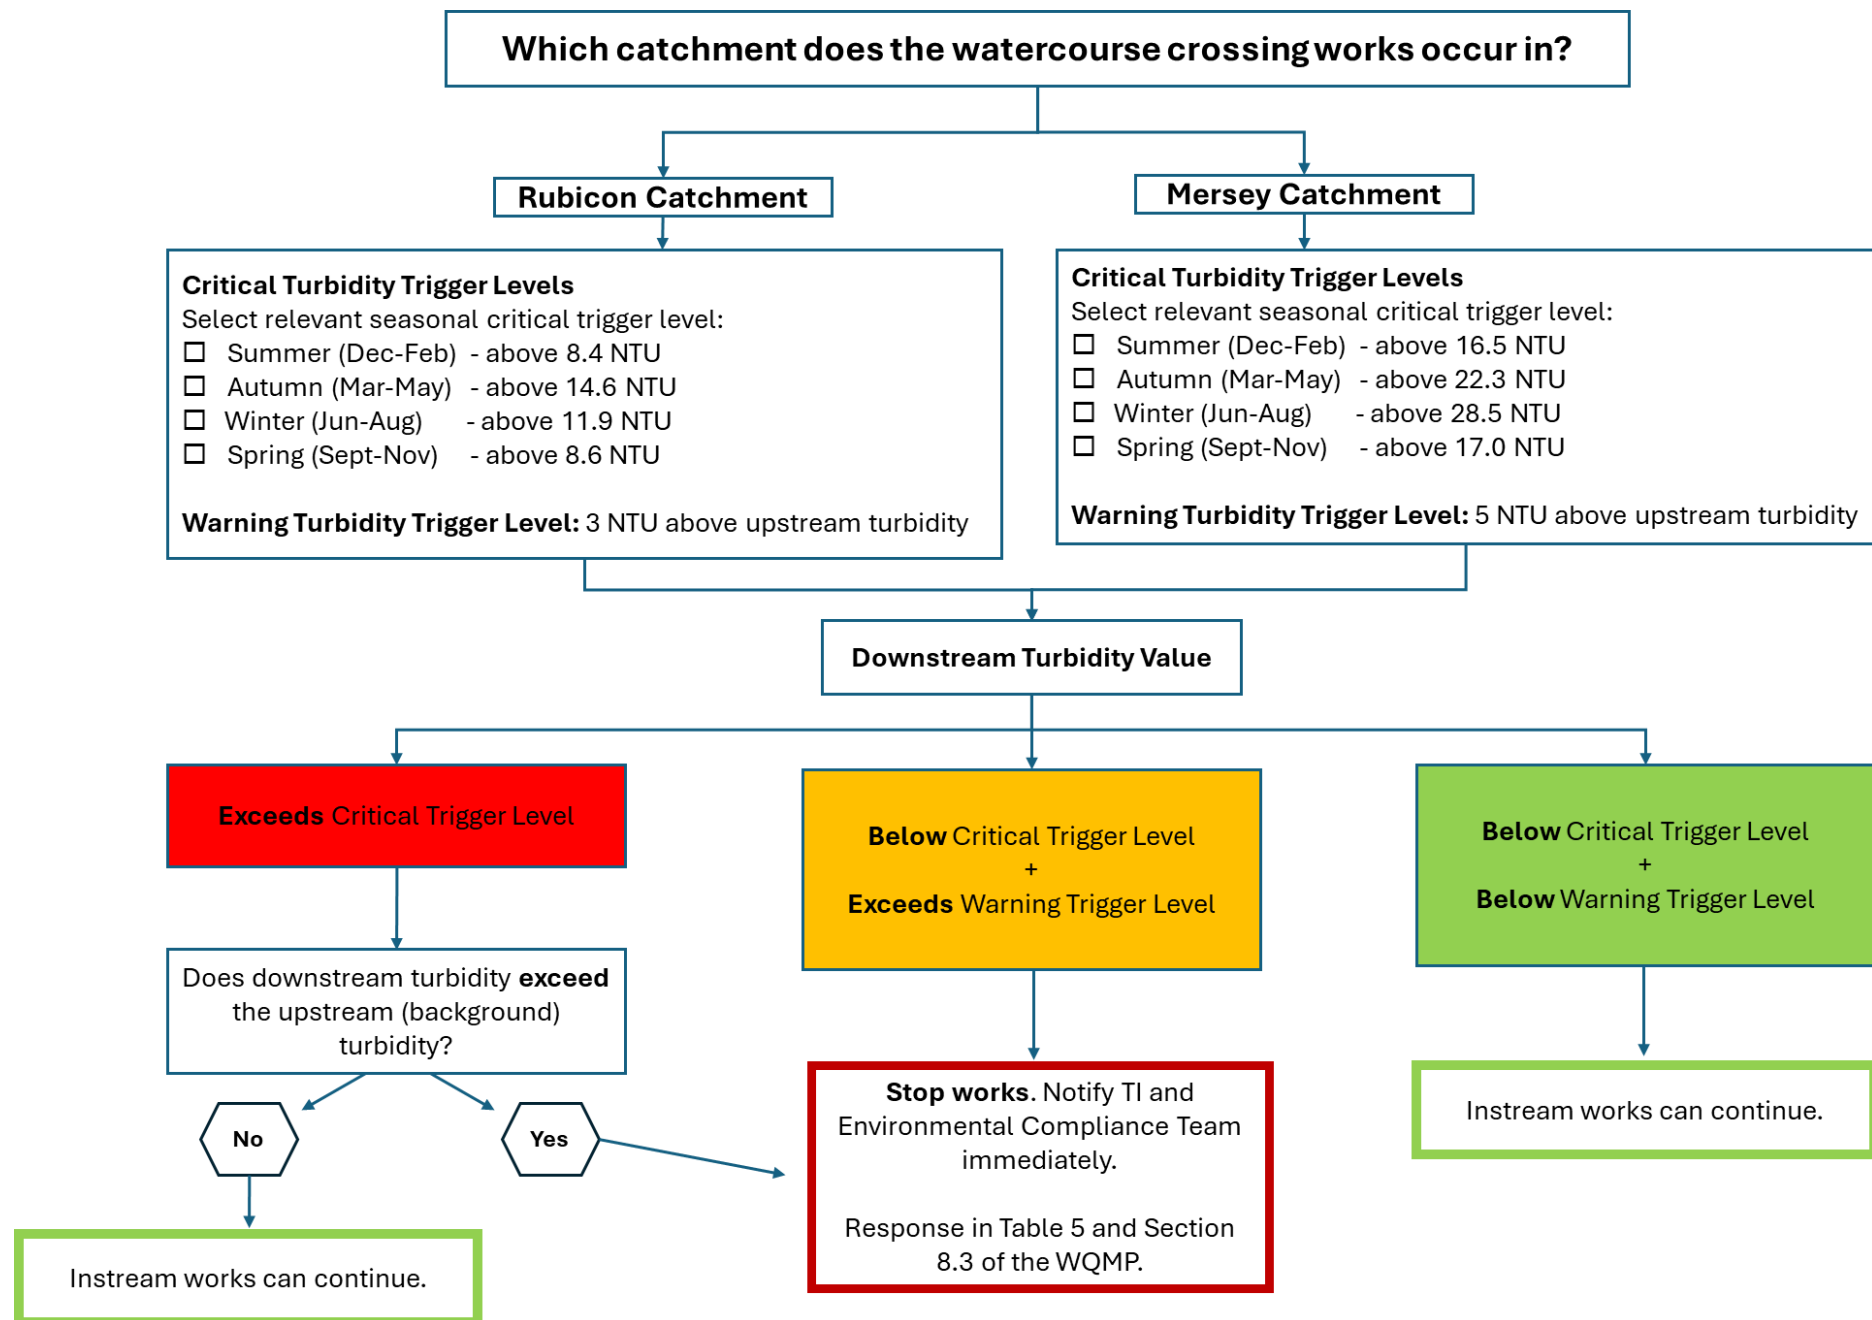 Which catchment does the watercourse crossing works occur in?
Rubicon Catchment
Mersey Catchment
Critical Turbidity Trigger Levels
Select relevant seasonal critical trigger level:
☐ Summer (Dec-Feb) - above 8.4 NTU
☐ Autumn (Mar-May) - above 14.6 NTU
☐ Winter (Jun-Aug) - above 11.9 NTU
☐ Spring (Sept-Nov) - above 8.6 NTU
Warning Turbidity Trigger Level: 3 NTU above upstream turbidity
Critical Turbidity Trigger Levels
Select relevant seasonal critical trigger level:
☐ Summer (Dec-Feb) - above 16.5 NTU
☐ Autumn (Mar-May) - above 22.3 NTU
☐ Winter (Jun-Aug) - above 28.5 NTU
☐ Spring (Sept-Nov) - above 17.0 NTU
Warning Turbidity Trigger Level: 5 NTU above upstream turbidity
Downstream Turbidity Value
Exceeds Critical Trigger Level
Below Critical Trigger Level
+
Exceeds Warning Trigger Level
Below Critical Trigger Level
+
Below Warning Trigger Level
Does downstream turbidity exceed
the upstream (background)
turbidity?
No
Yes
Stop works. Notify TI and
Environmental Compliance Team
immediately.
Response in Table 5 and Section
8.3 of the WQMP.
Instream works can continue.
Instream works can continue.